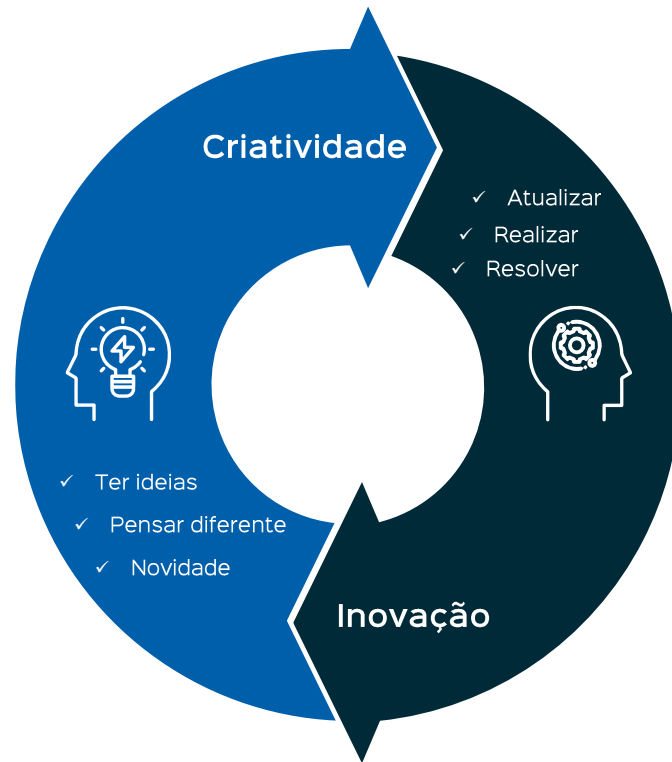 Criatividade
Atualizar
Realizar
Resolver
Ter ideias
Pensar diferente
Novidade
Inovação